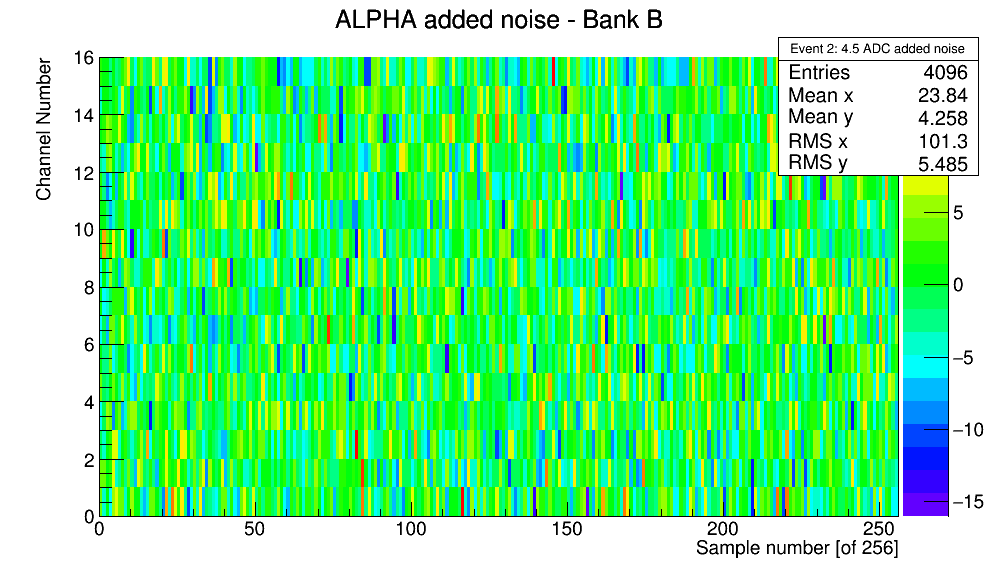 ALPHA added noise - Bank B
Event 2: 4.5 ADC added noise
Entries 4096
Mean x 23.84
Mean y 4.258
RMS x 101.3
RMS y 5.485
Channel Number
16
14
12
10
8
6
4
2
0
0 50 100 150 200 250
Sample number [of 256]
5
0
−5
−10
−15